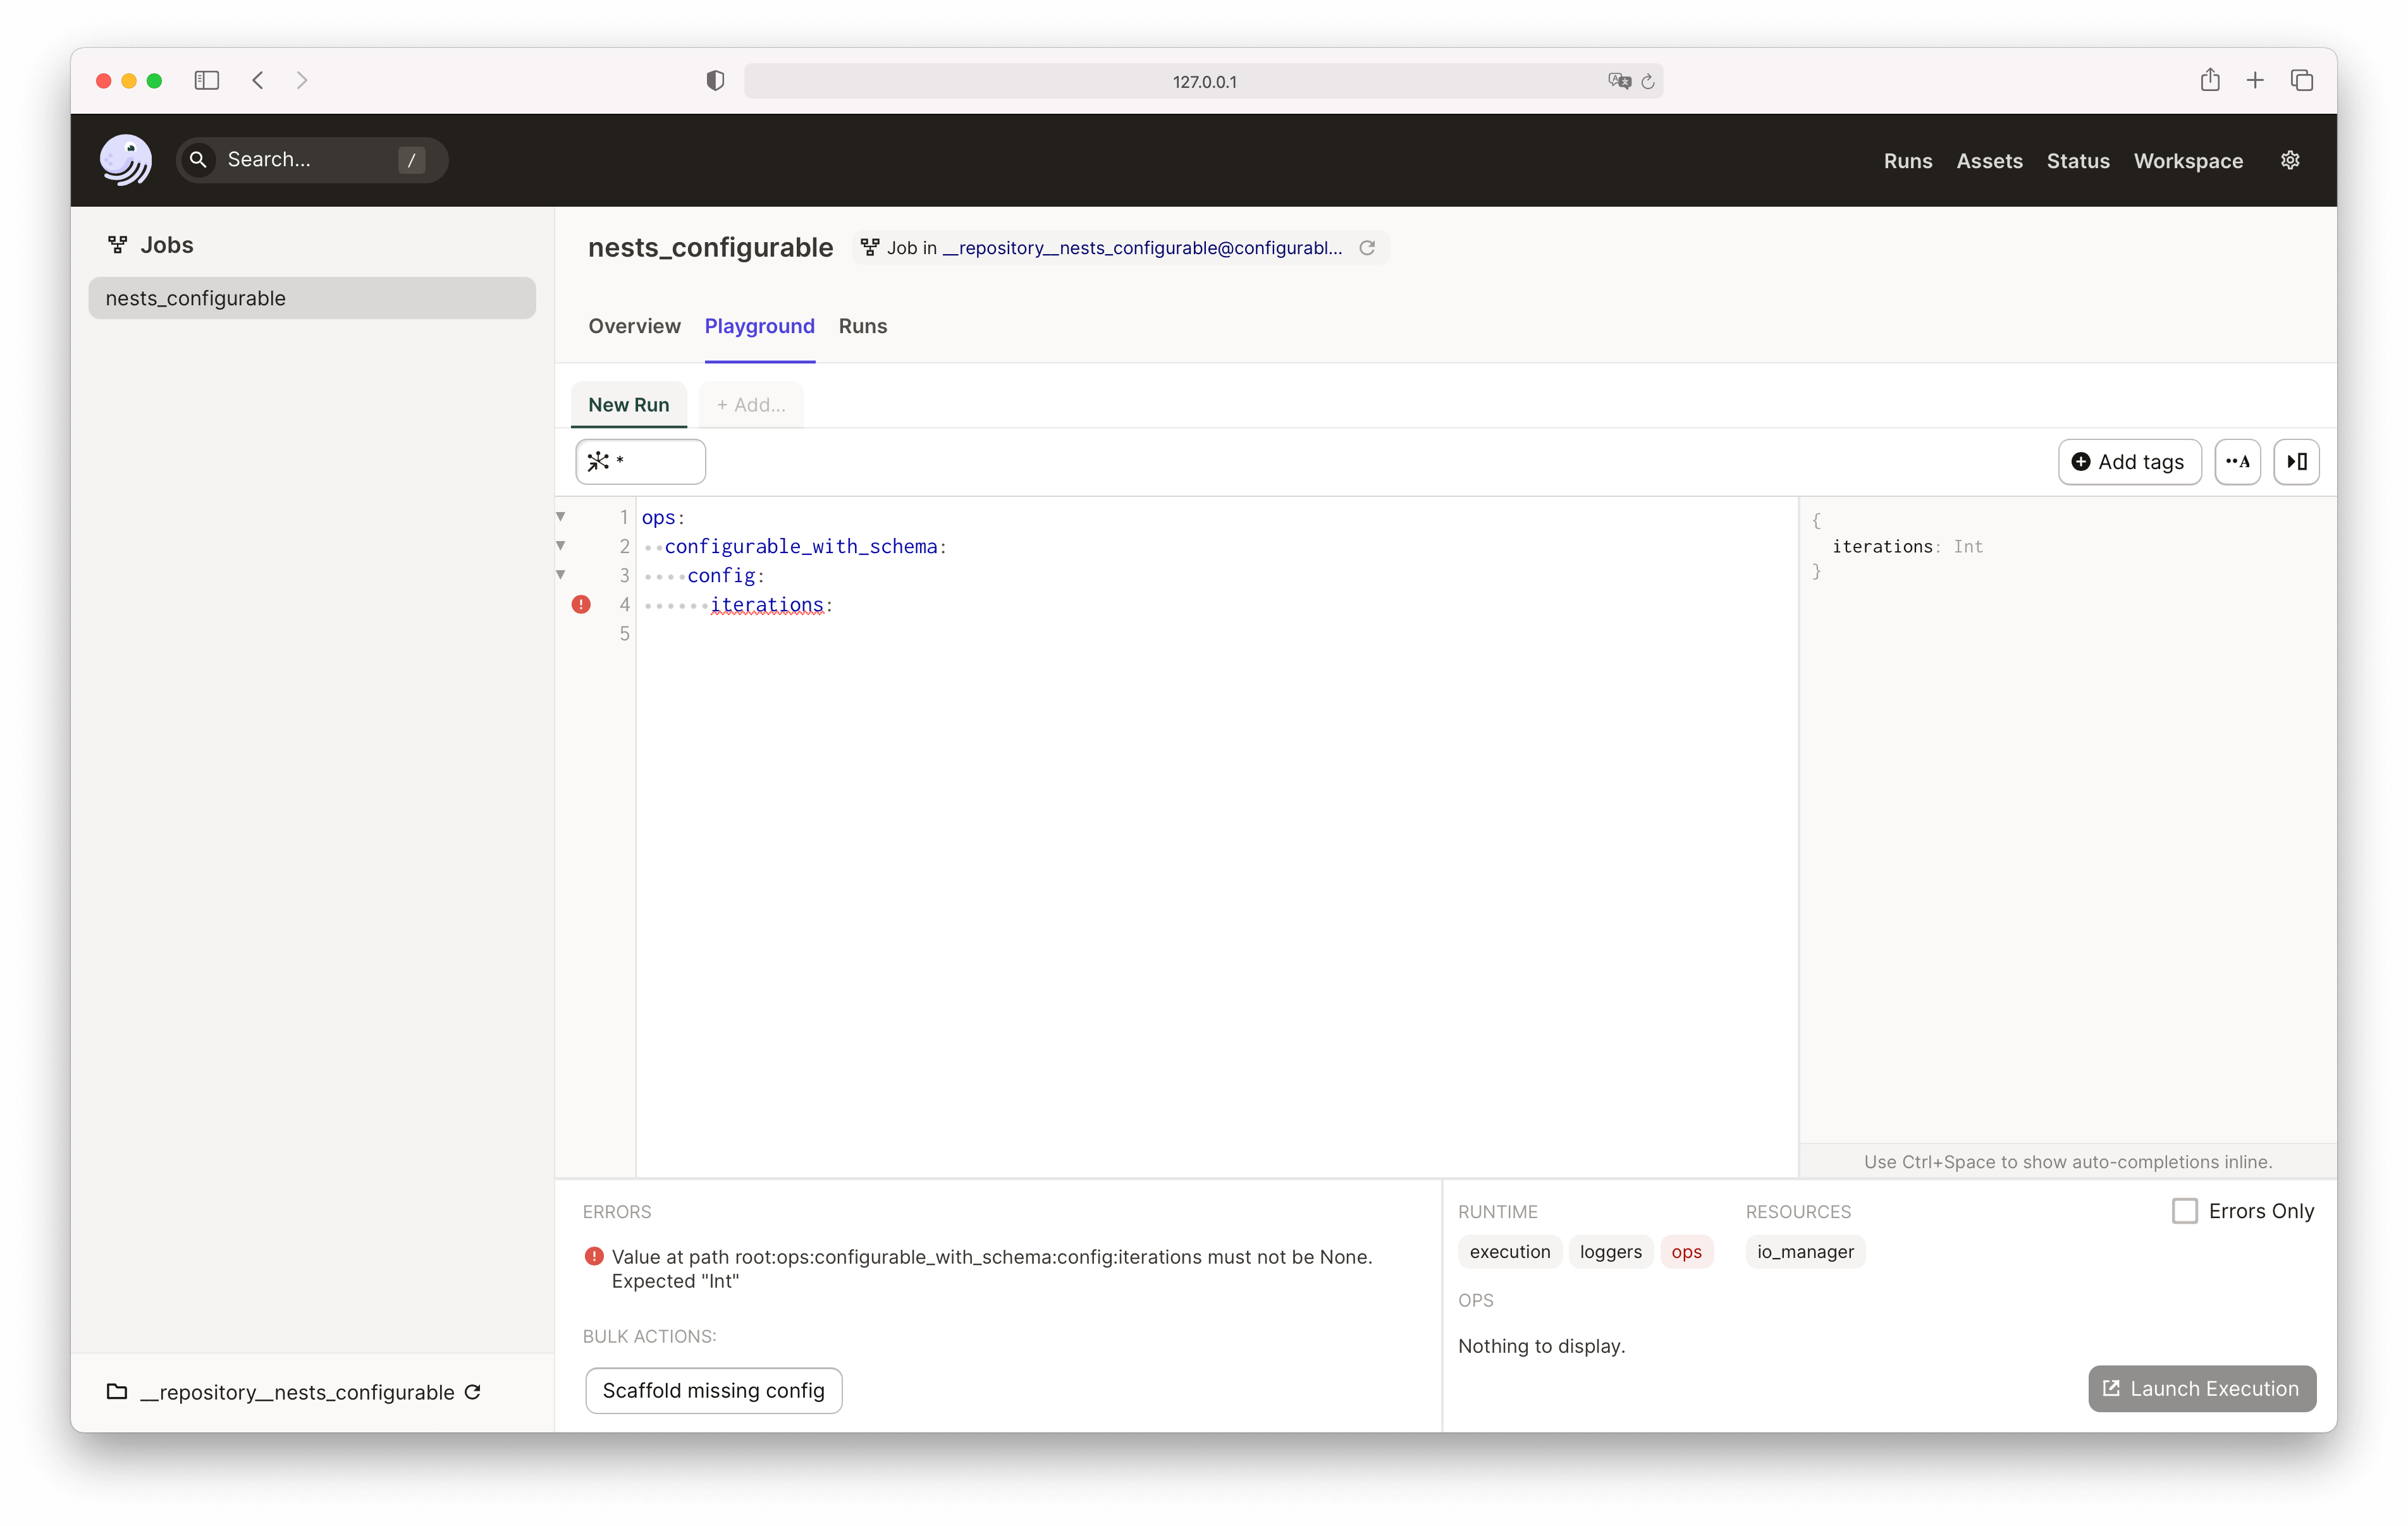 127.0.0.1
Search... /
Runs Assets Status Workspace
Jobs
nests_configurable
nests_configurable Job in __repository__nests_configurable@configurabl...
Overview Playground Runs
New Run + Add...
*
Add tags
1 ops:
2 configurable_with_schema:
3 config:
4 iterations:
5
{
iterations: Int
}
Use Ctrl+Space to show auto-completions inline.
ERRORS
Value at path root:ops:configurable_with_schema:config:iterations must not be None.
Expected "Int"
BULK ACTIONS:
Scaffold missing config
RUNTIME
execution loggers ops
RESOURCES
io_manager
Errors Only
OPS
Nothing to display.
Launch Execution
__repository__nests_configurable